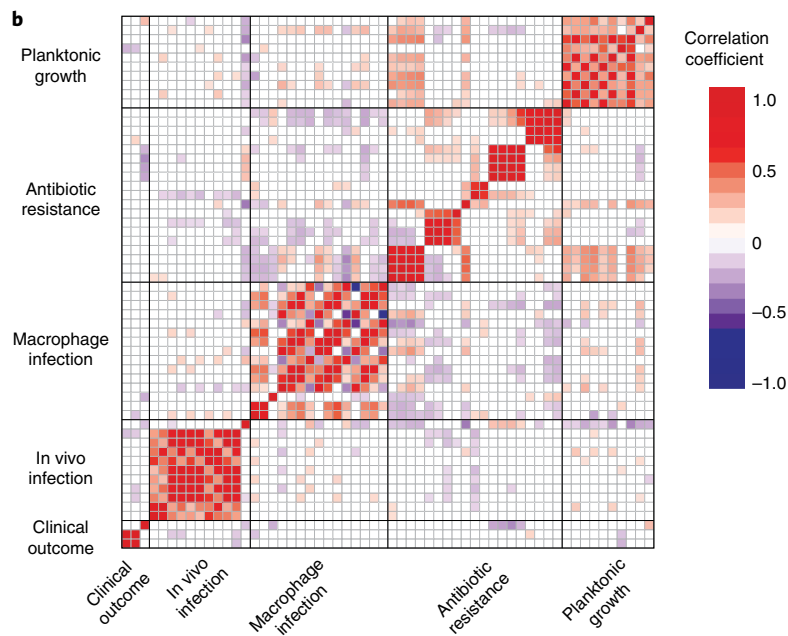 b
Planktonic
growth
Antibiotic
resistance
Macrophage
infection
In vivo
infection
Clinical
outcome
Clinical
outcome
In vivo
infection
Macrophage
infection
Antibiotic
resistance
Planktonic
growth
Correlation
coefficient
1.0
0.5
0
−0.5
−1.0